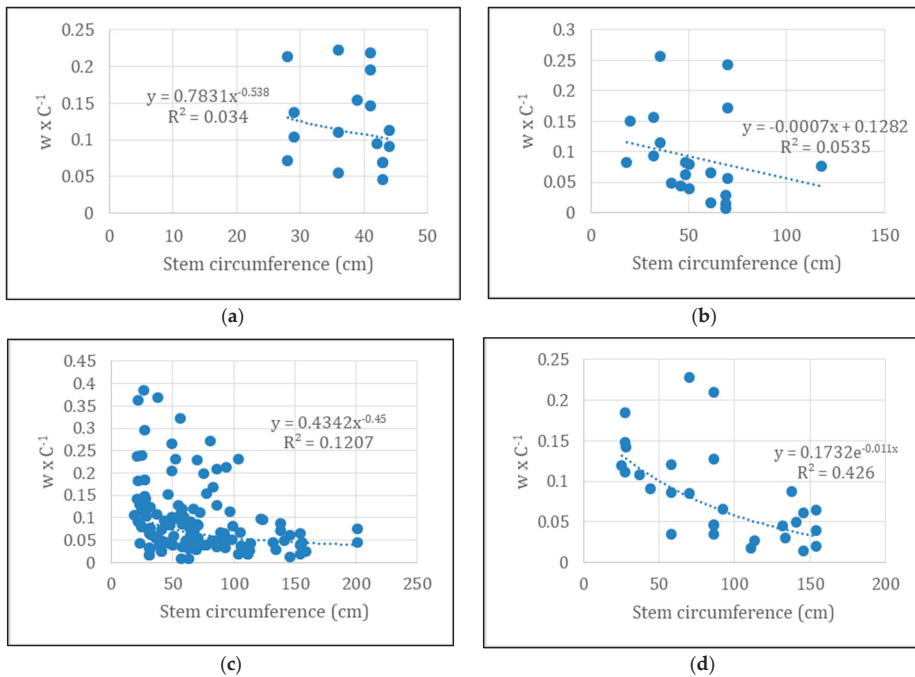 0.25
0.2
0.15
0.1
0.05
0
w x C-1
y = 0.7831x-0.538
R2 = 0.034
0 10 20 30 40 50
Stem circumference (cm)
(a)
0.3
0.25
0.2
0.15
0.1
0.05
0
w x C-1
y = -0.0007x + 0.1282
R2 = 0.0535
0 50 100 150
Stem circumference (cm)
(b)
0.45
0.4
0.35
0.3
0.25
0.2
0.15
0.1
0.05
0
w x C-1
y = 0.4342x-0.45
R2 = 0.1207
0 50 100 150 200 250
Stem circumference (cm)
(c)
0.25
0.2
0.15
0.1
0.05
0
w x C-1
y = 0.1732e-0.011x
R2 = 0.426
0 50 100 150 200
Stem circumference (cm)
(d)